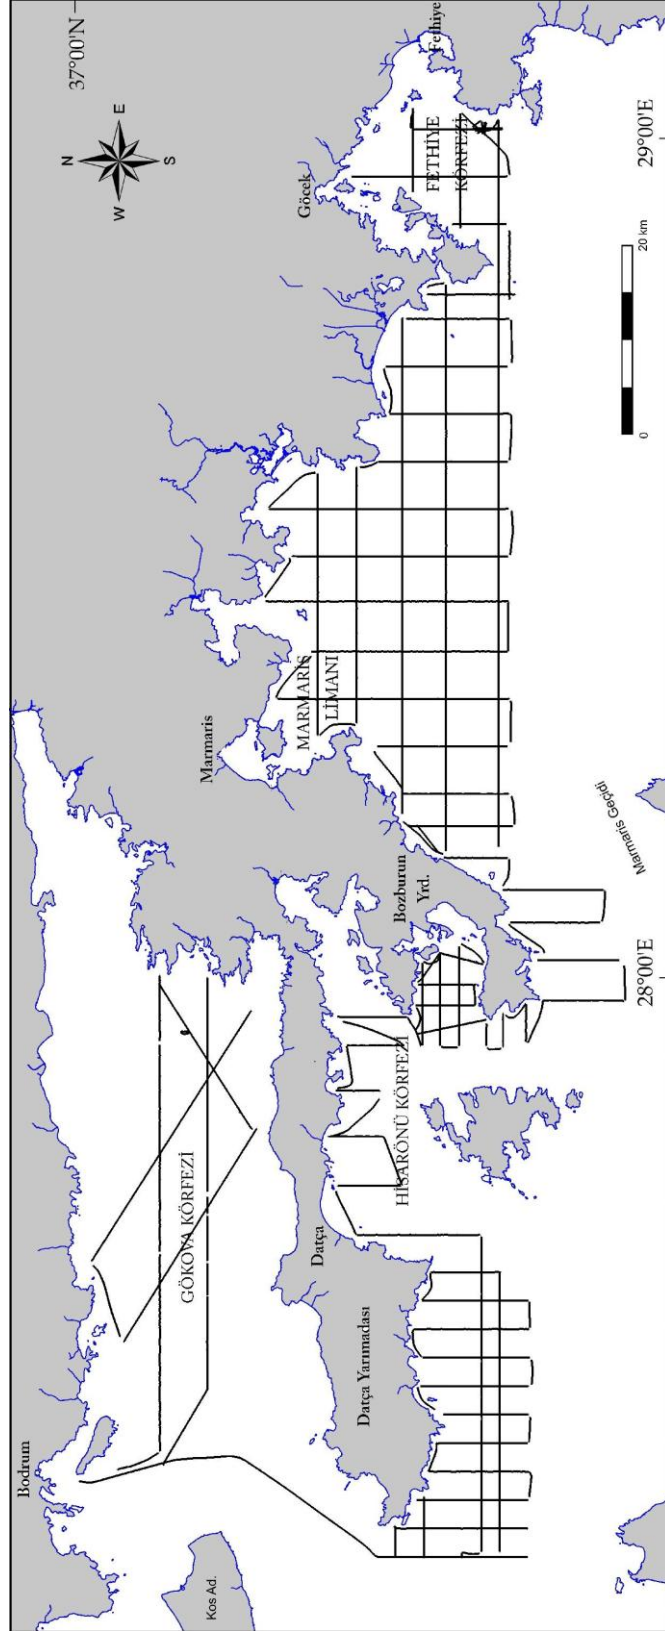 Bodrum
Kos Ad.
GÖKOVA KÖRFEZİ
Datça
Datça Yarımadası
HİSARÖNÜ KÖRFEZİ
Bozburun
Yrd.
Marmaris
MARMARİS
LİMANI
Marmaris Geçidi
Göcek
FETHİYE
KÖRFEZİ
Fethiye
N
E
S
W
37°00'N
28°00'E
29°00'E
0
20 km